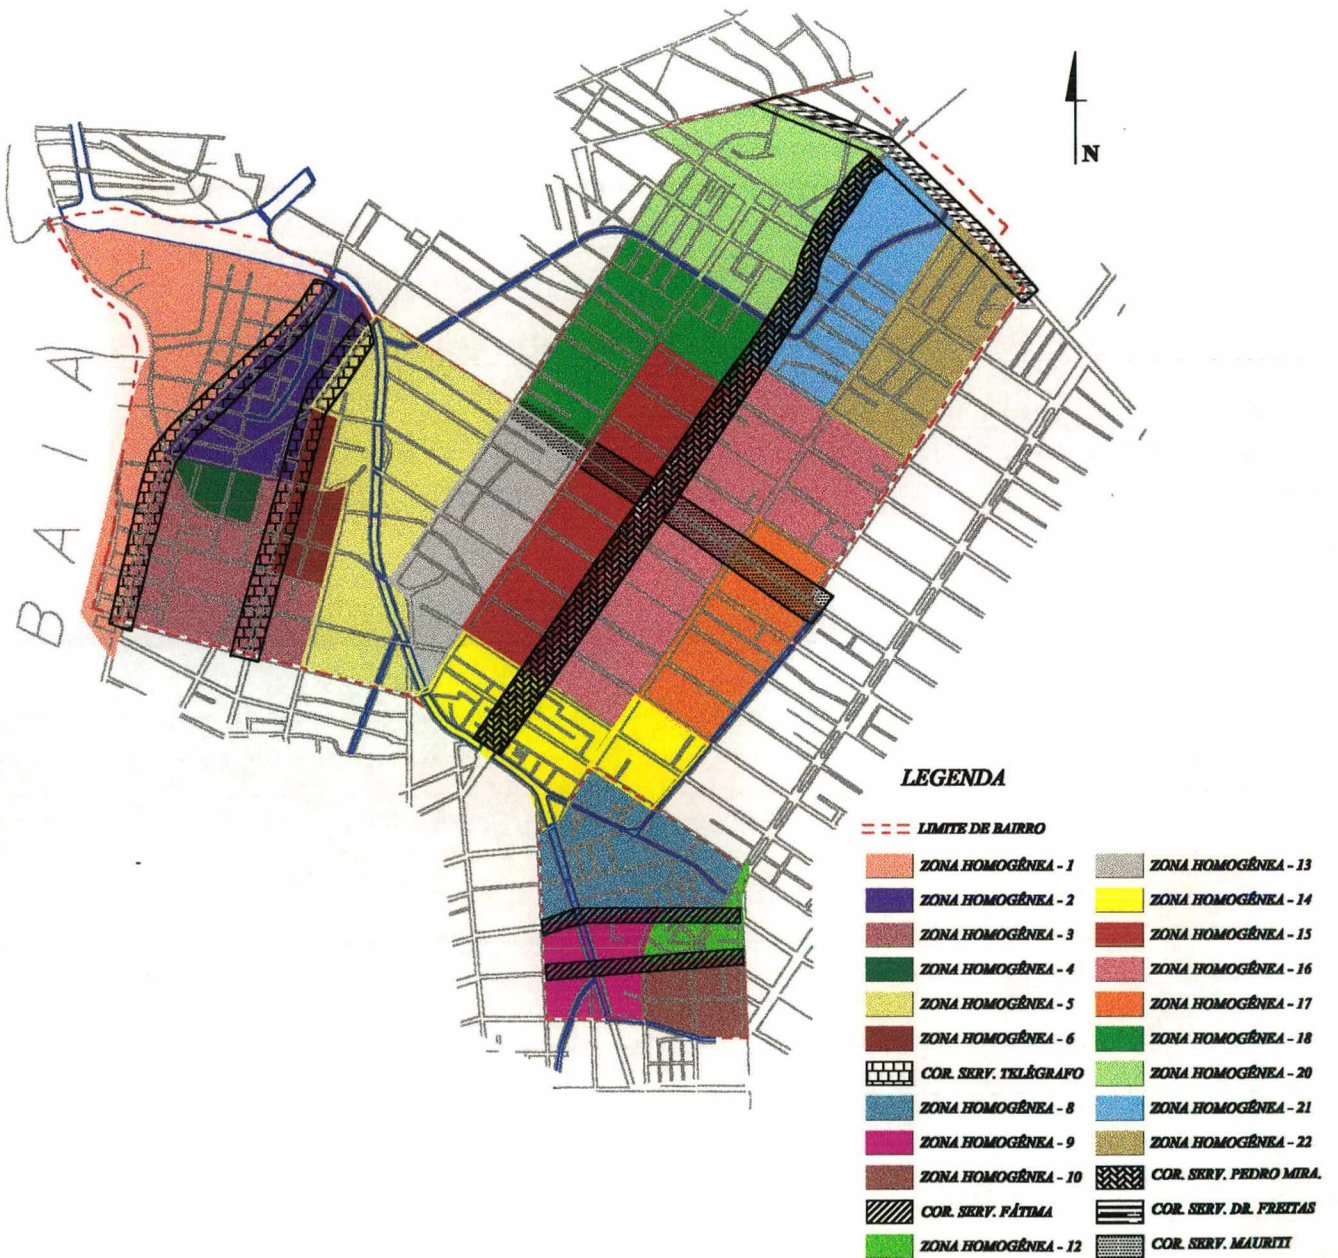 N
BAIA
LEGENDA
LIMITE DE BAIRRO
ZONA HOMOGÊNEA - 1
ZONA HOMOGÊNEA - 2
ZONA HOMOGÊNEA - 3
ZONA HOMOGÊNEA - 4
ZONA HOMOGÊNEA - 5
ZONA HOMOGÊNEA - 6
COR. SERV. TELÉGRAFO
ZONA HOMOGÊNEA - 8
ZONA HOMOGÊNEA - 9
ZONA HOMOGÊNEA - 10
COR. SERV. FÁTIMA
ZONA HOMOGÊNEA - 12
ZONA HOMOGÊNEA - 13
ZONA HOMOGÊNEA - 14
ZONA HOMOGÊNEA - 15
ZONA HOMOGÊNEA - 16
ZONA HOMOGÊNEA - 17
ZONA HOMOGÊNEA - 18
ZONA HOMOGÊNEA - 20
ZONA HOMOGÊNEA - 21
ZONA HOMOGÊNEA - 22
COR. SERV. PEDRO MIRA.
COR. SERV. DR. FREITAS
COR. SERV. MAURITI